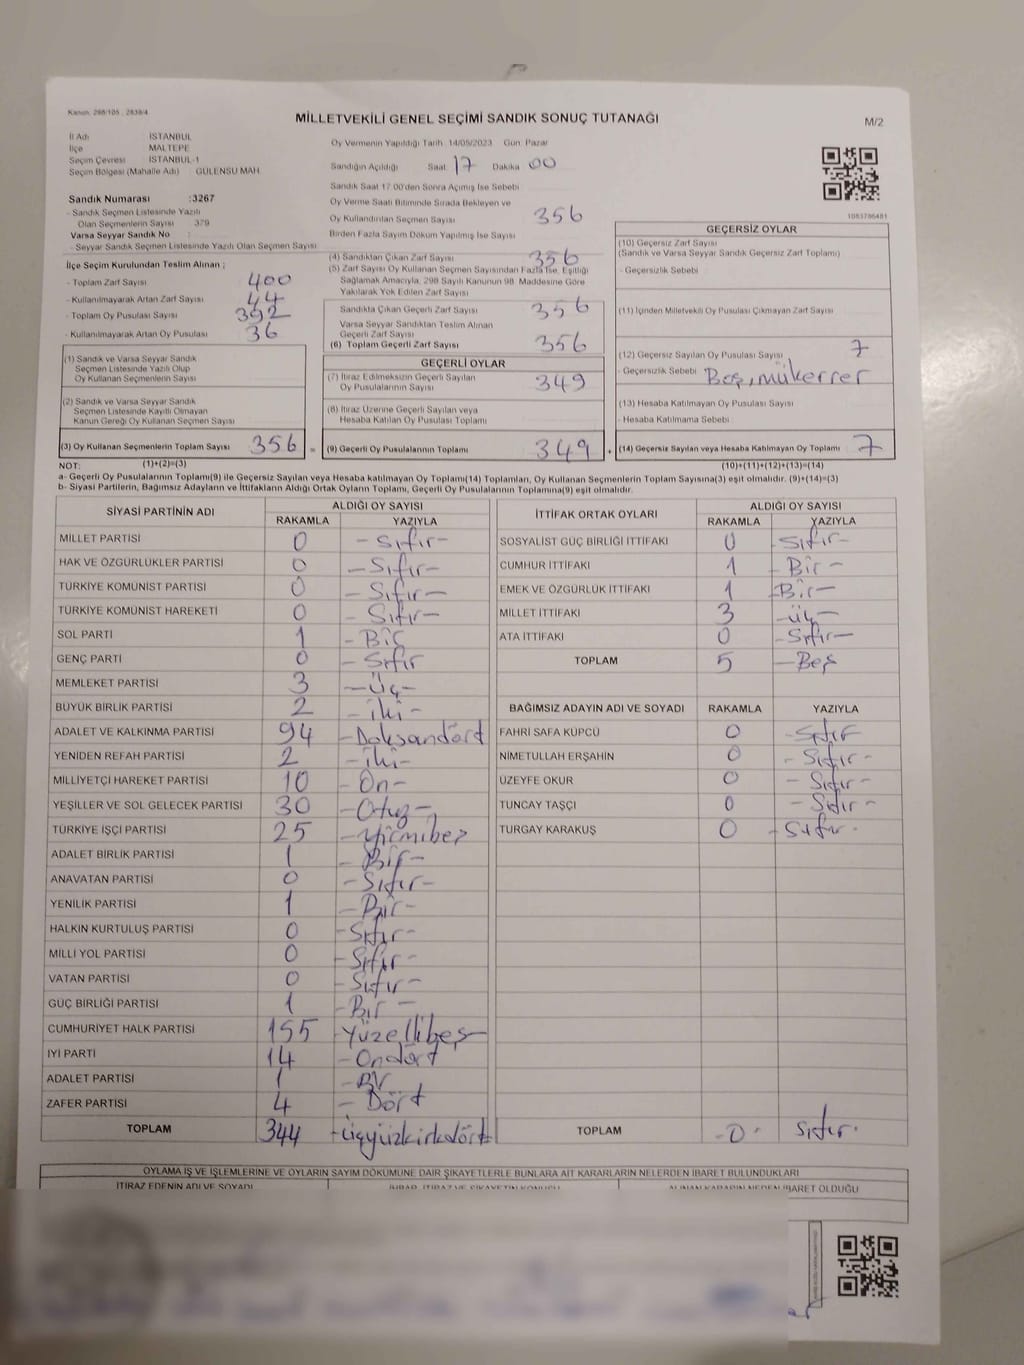 Kanun: 298/105 , 2839/4
MİLLETVEKİLİ GENEL SEÇİMİ SANDIK SONUÇ TUTANAĞI
M/2
İl Adı İSTANBUL
İlçe MALTEPE
Seçim Çevresi İSTANBUL-1
Seçim Bölgesi (Mahalle Adı) GÜLENSU MAH.
Sandık Numarası :3267
- Sandık Seçmen Listesinde Yazılı
Olan Seçmenlerin Sayısı : 379
Varsa Seyyar Sandık No :
- Seyyar Sandık Seçmen Listesinde Yazılı Olan Seçmen Sayısı
İlçe Seçim Kurulundan Teslim Alınan ;
- Toplam Zarf Sayısı 400
- Kullanılmayarak Artan Zarf Sayısı 44
- Toplam Oy Pusulası Sayısı 392
- Kullanılmayarak Artan Oy Pusulası 36
Oy Vermenin Yapıldığı Tarih 14/05/2023 Gün Pazar
Sandığın Açıldığı Saat 17 Dakika 00
Sandık Saat 17.00'den Sonra Açılmış İse Sebebi
Oy Verme Saati Bitiminde Sırada Bekleyen ve
Oy Kullandırılan Seçmen Sayısı 356
Birden Fazla Sayım Döküm Yapılmış İse Sayısı
(4) Sandıktan Çıkan Zarf Sayısı 356
(5) Zarf Sayısı Oy Kullanan Seçmen Sayısından Fazla İse, Eşitliği
Sağlamak Amacıyla, 298 Sayılı Kanunun 98. Maddesine Göre
Yakılarak Yok Edilen Zarf Sayısı
Sandıkta Çıkan Geçerli Zarf Sayısı 356
Varsa Seyyar Sandıktan Teslim Alınan
Geçerli Zarf Sayısı
(6) Toplam Geçerli Zarf Sayısı 356
1083786481
GEÇERSİZ OYLAR
(10) Geçersiz Zarf Sayısı
(Sandık ve Varsa Seyyar Sandık Geçersiz Zarf Toplamı)
- Geçersizlik Sebebi
(11) İçinden Milletvekili Oy Pusulası Çıkmayan Zarf Sayısı
(12) Geçersiz Sayılan Oy Pusulası Sayısı 7
- Geçersizlik Sebebi Boş, mükerrer
(13) Hesaba Katılmayan Oy Pusulası Sayısı
- Hesaba Katılmama Sebebi
(1) Sandık ve Varsa Seyyar Sandık
Seçmen Listesinde Yazılı Olup
Oy Kullanan Seçmenlerin Sayısı
(2) Sandık ve Varsa Seyyar Sandık
Seçmen Listesinde Kayıtlı Olmayan
Kanun Gereği Oy Kullanan Seçmen Sayısı
GEÇERLİ OYLAR
(7) İtiraz Edilmeksizin Geçerli Sayılan
Oy Pusulalarının Sayısı 349
(8) İtiraz Üzerine Geçerli Sayılan veya
Hesaba Katılan Oy Pusulası Toplamı
(3) Oy Kullanan Seçmenlerin Toplam Sayısı 356 = (9) Geçerli Oy Pusulalarının Toplamı 349 + (14) Geçersiz Sayılan veya Hesaba Katılmayan Oy Toplamı 7
NOT: (1)+(2)=(3) (10)+(11)+(12)+(13)=(14)
a- Geçerli Oy Pusulaları Toplamı(9) ile Geçersiz Sayılan veya Hesaba katılmayan Oy Toplamı(14) Toplamları, Oy Kullanan Seçmenlerin Toplam Sayısına(3) eşit olmalıdır. (9)+(14)=(3)
b- Siyasi Partilerin, Bağımsız Adayların ve İttifakların Aldığı Ortak Oyların Toplamı, Geçerli Oy Pusulalarının Toplamına(9) eşit olmalıdır.
SİYASİ PARTİNİN ADI ALDIĞI OY SAYISI
RAKAMLA YAZIYLA
MİLLET PARTİSİ 0 -Sıfır-
HAK VE ÖZGÜRLÜKLER PARTİSİ 0 -Sıfır-
TÜRKİYE KOMÜNİST PARTİSİ 0 -Sıfır-
TÜRKİYE KOMÜNİST HAREKETİ 0 -Sıfır-
SOL PARTİ 1 -Bir
GENÇ PARTİ 0 -Sıfır
MEMLEKET PARTİSİ 3 -Üç-
BÜYÜK BİRLİK PARTİSİ 2 -iki-
ADALET VE KALKINMA PARTİSİ 94 -Doksandört
YENİDEN REFAH PARTİSİ 2 -iki-
MİLLİYETÇİ HAREKET PARTİSİ 10 -On-
YEŞİLLER VE SOL GELECEK PARTİSİ 30 -Otuz-
TÜRKİYE İŞÇİ PARTİSİ 25 -Yirmibeş
ADALET BİRLİK PARTİSİ 1 -Bir-
ANAVATAN PARTİSİ 0 -Sıfır-
YENİLİK PARTİSİ 1 -Bir-
HALKIN KURTULUŞ PARTİSİ 0 -Sıfır-
MİLLİ YOL PARTİSİ 0 -Sıfır-
VATAN PARTİSİ 0 -Sıfır-
GÜÇ BİRLİĞİ PARTİSİ 1 -Bir-
CUMHURİYET HALK PARTİSİ 155 -Yüzellibeş-
İYİ PARTİ 14 -Ondört
ADALET PARTİSİ 1 -Bir
ZAFER PARTİSİ 4 -Dört
TOPLAM 344 -üçyüzkırkdört-
İTTİFAK ORTAK OYLARI ALDIĞI OY SAYISI
RAKAMLA YAZIYLA
SOSYALİST GÜÇ BİRLİĞİ İTTİFAKI 0 -Sıfır-
CUMHUR İTTİFAKI 1 -Bir-
EMEK VE ÖZGÜRLÜK İTTİFAKI 1 -Bir-
MİLLET İTTİFAKI 3 -üç-
ATA İTTİFAKI 0 -Sıfır-
TOPLAM 5 -Beş
BAĞIMSIZ ADAYIN ADI VE SOYADI RAKAMLA YAZIYLA
FAHRİ SAFA KÜPCÜ 0 -Sıfır
NİMETULLAH ERŞAHİN 0 -Sıfır-
ÜZEYFE OKUR 0 -Sıfır-
TUNCAY TAŞÇI 0 -Sıfır-
TURGAY KARAKUŞ 0 -Sıfır-
TOPLAM -0- Sıfır-
OYLAMA İŞ VE İŞLEMLERİNE VE OYLARIN SAYIM DÖKÜMÜNE DAİR ŞİKAYETLERLE BUNLARA AİT KARARLARIN NELERDEN İBARET BULUNDUKLARI
İTİRAZ EDENİN ADI VE SOYADI
İBARET OLDUĞU